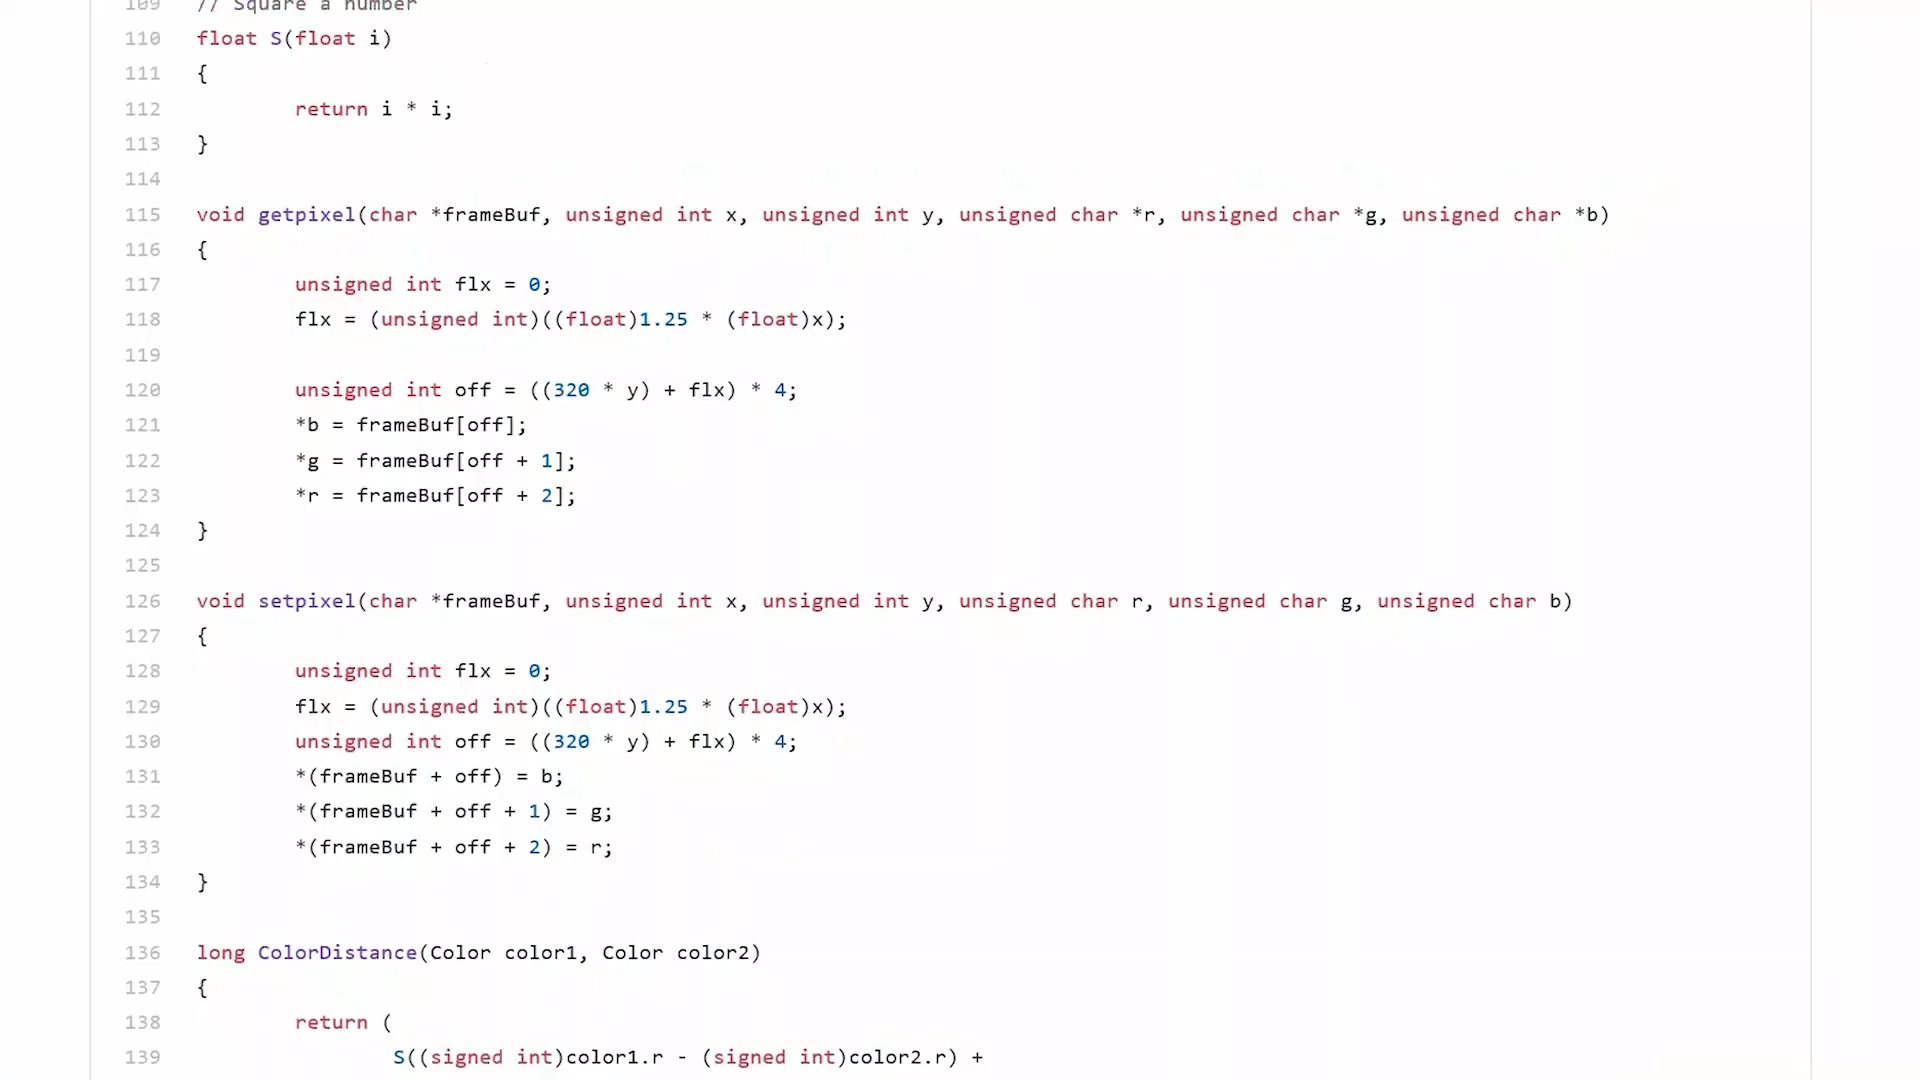 109 // Square a number
110 float S(float i)
111 {
112 return i * i;
113 }
114
115 void getpixel(char *frameBuf, unsigned int x, unsigned int y, unsigned char *r, unsigned char *g, unsigned char *b)
116 {
117 unsigned int flx = 0;
118 flx = (unsigned int)((float)1.25 * (float)x);
119
120 unsigned int off = ((320 * y) + flx) * 4;
121 *b = frameBuf[off];
122 *g = frameBuf[off + 1];
123 *r = frameBuf[off + 2];
124 }
125
126 void setpixel(char *frameBuf, unsigned int x, unsigned int y, unsigned char r, unsigned char g, unsigned char b)
127 {
128 unsigned int flx = 0;
129 flx = (unsigned int)((float)1.25 * (float)x);
130 unsigned int off = ((320 * y) + flx) * 4;
131 *(frameBuf + off) = b;
132 *(frameBuf + off + 1) = g;
133 *(frameBuf + off + 2) = r;
134 }
135
136 long ColorDistance(Color color1, Color color2)
137 {
138 return (
139 S((signed int)color1.r - (signed int)color2.r) +